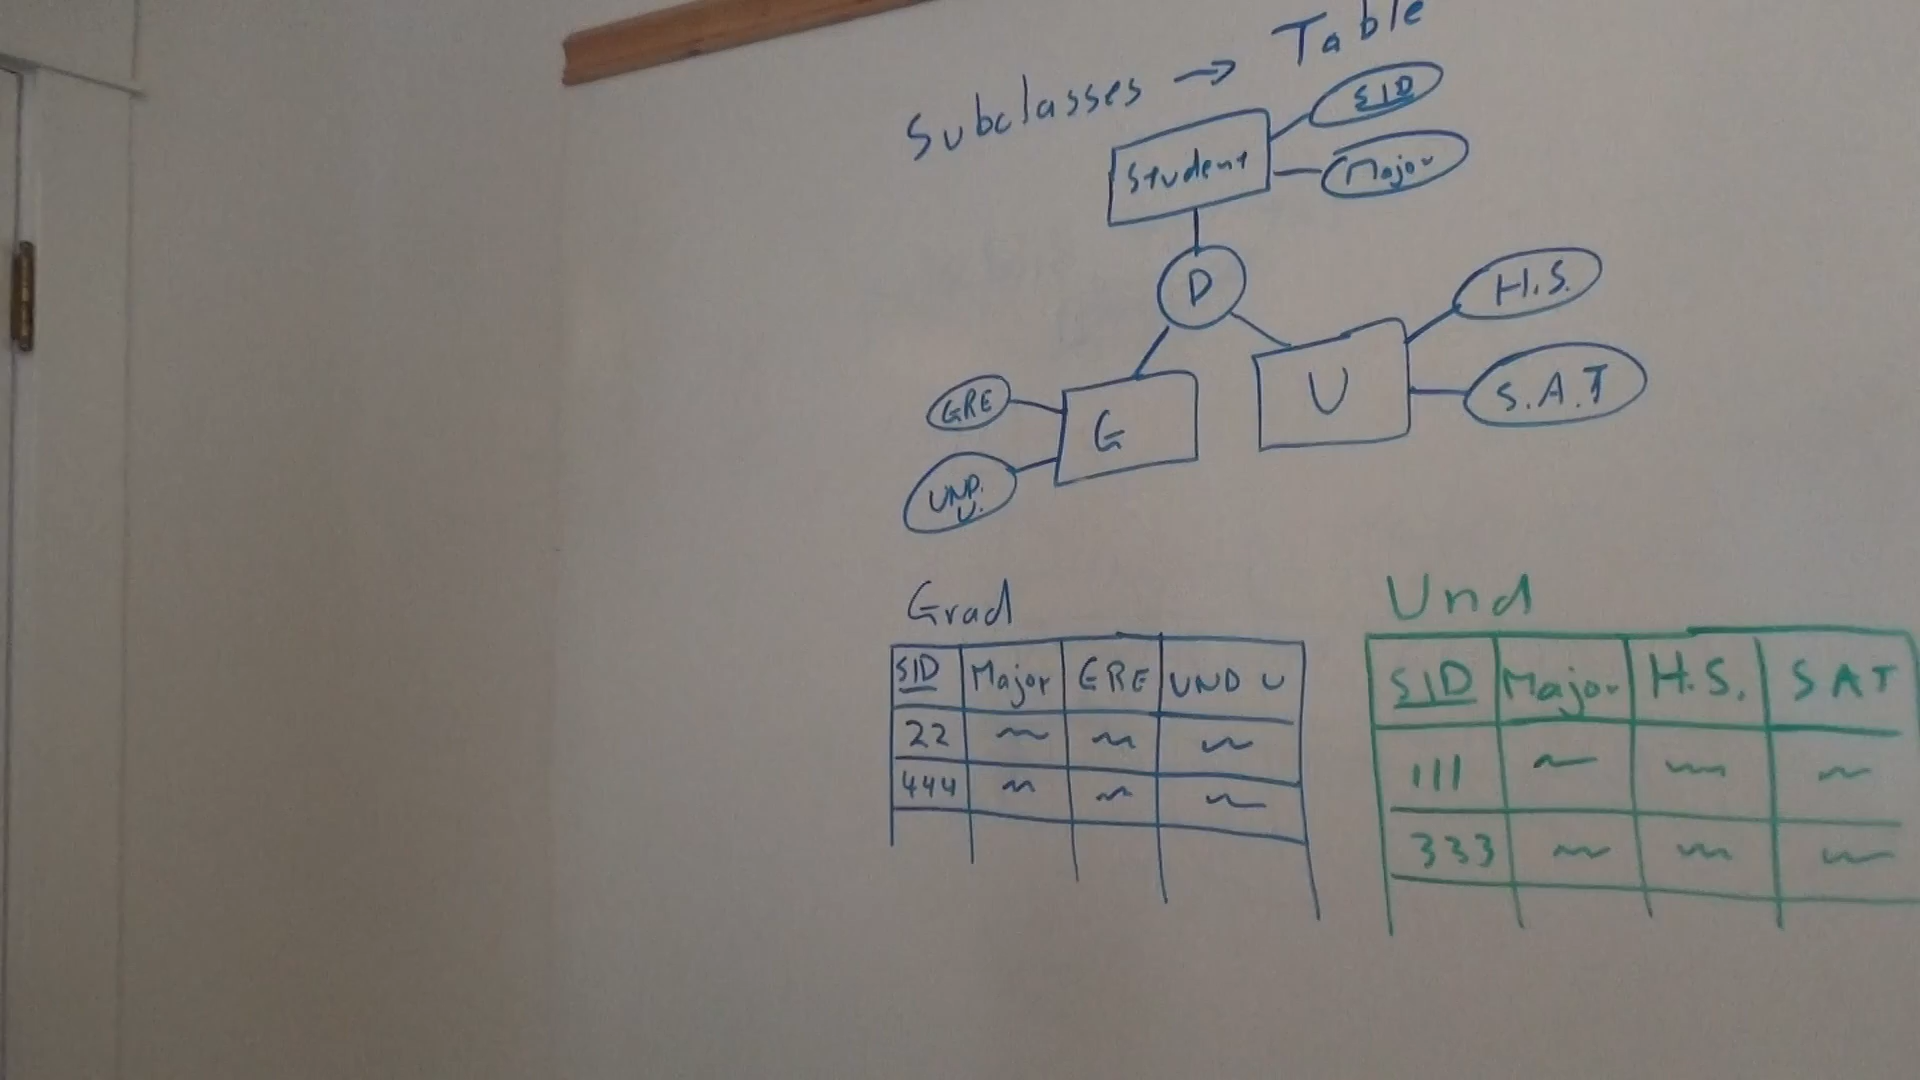 Subclasses → Table
SID
Student
Major
D
H.S.
U
S.A.T
GRE
G
UND.
U.
Grad
SID Major GRE UND U
22 ~ ~ ~
444 ~ ~ ~
Und
SID Major H.S. SAT
111 ~ ~ ~
333 ~ ~ ~